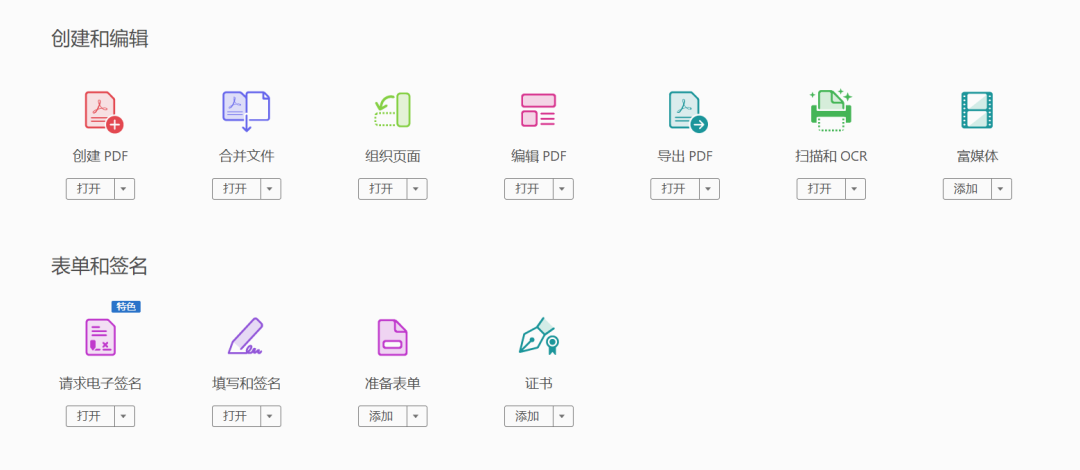 创建和编辑
创建 PDF 合并文件 组织页面 编辑 PDF 导出 PDF 扫描和 OCR 富媒体
打开 打开 打开 打开 打开 打开 添加
表单和签名
特色
请求电子签名 填写和签名 准备表单 证书
打开 打开 添加 添加